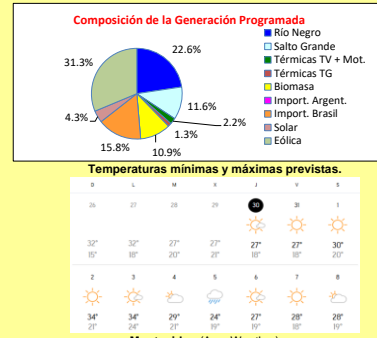 Composición de la Generación Programada
Río Negro
Salto Grande
Térmicas TV + Mot.
Térmicas TG
Biomasa
Import. Argent.
Import. Brasil
Solar
Eólica
22.6%
11.6%
2.2%
1.3%
10.9%
15.8%
4.3%
31.3%
Temperaturas mínimas y máximas previstas.
D L M X J V S
26 27 28 29 30 31 1
32° 32° 27° 27° 27° 27° 30°
15° 18° 20° 21° 18° 18° 20°
2 3 4 5 6 7 8
34° 34° 29° 24° 27° 28° 28°
21° 24° 21° 19° 19° 18° 19°